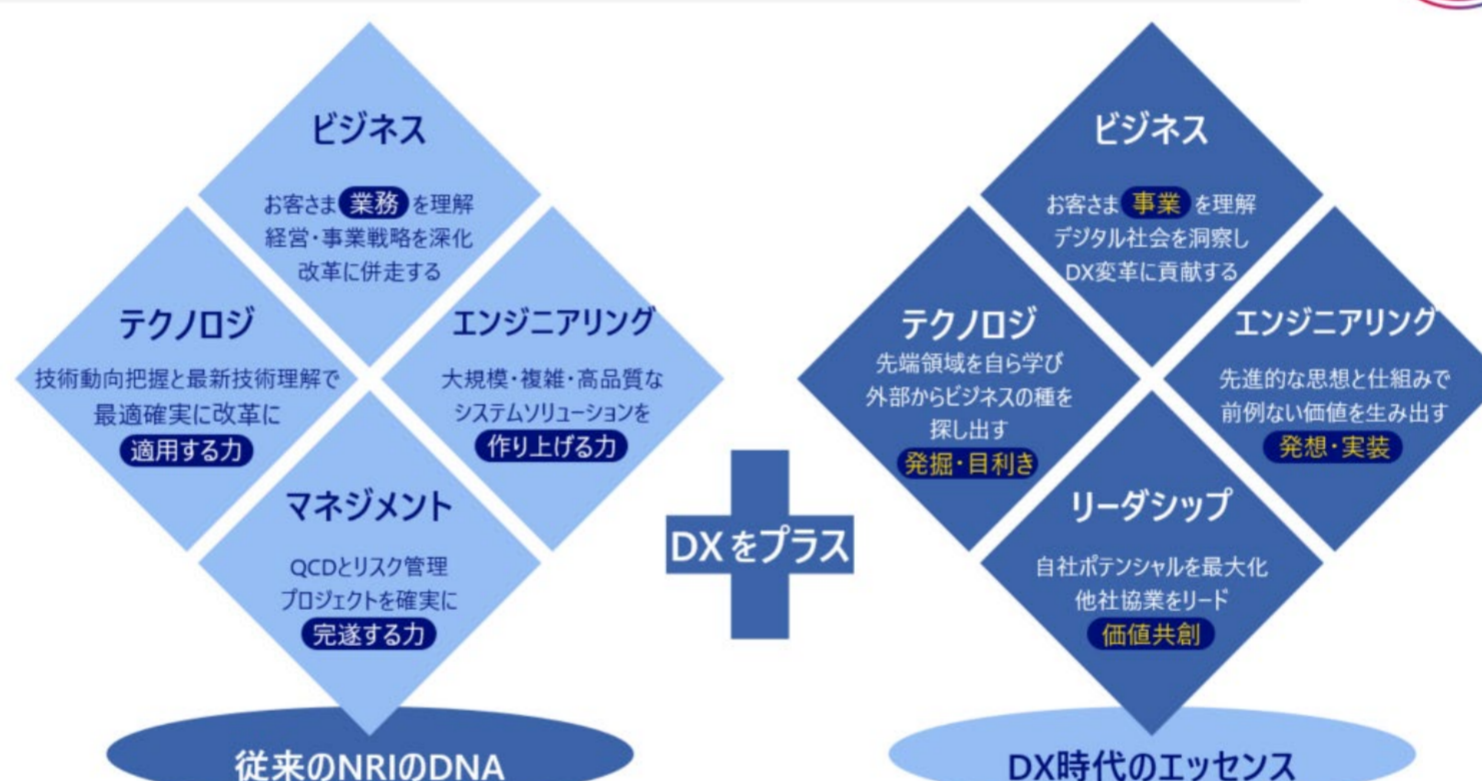 ビジネス
お客さま 業務 を理解
経営・事業戦略を深化
改革に併走する
テクノロジ
技術動向把握と最新技術理解で
最適確実に改革に
適用する力
エンジニアリング
大規模・複雑・高品質な
システムソリューションを
作り上げる力
マネジメント
QCDとリスク管理
プロジェクトを確実に
完遂する力
従来のNRIのDNA
DXをプラス
ビジネス
お客さま 事業 を理解
デジタル社会を洞察し
DX変革に貢献する
テクノロジ
先端領域を自ら学び
外部からビジネスの種を
探し出す
発掘・目利き
エンジニアリング
先進的な思想と仕組みで
前例ない価値を生み出す
発想・実装
リーダシップ
自社ポテンシャルを最大化
他社協業をリード
価値共創
DX時代のエッセンス